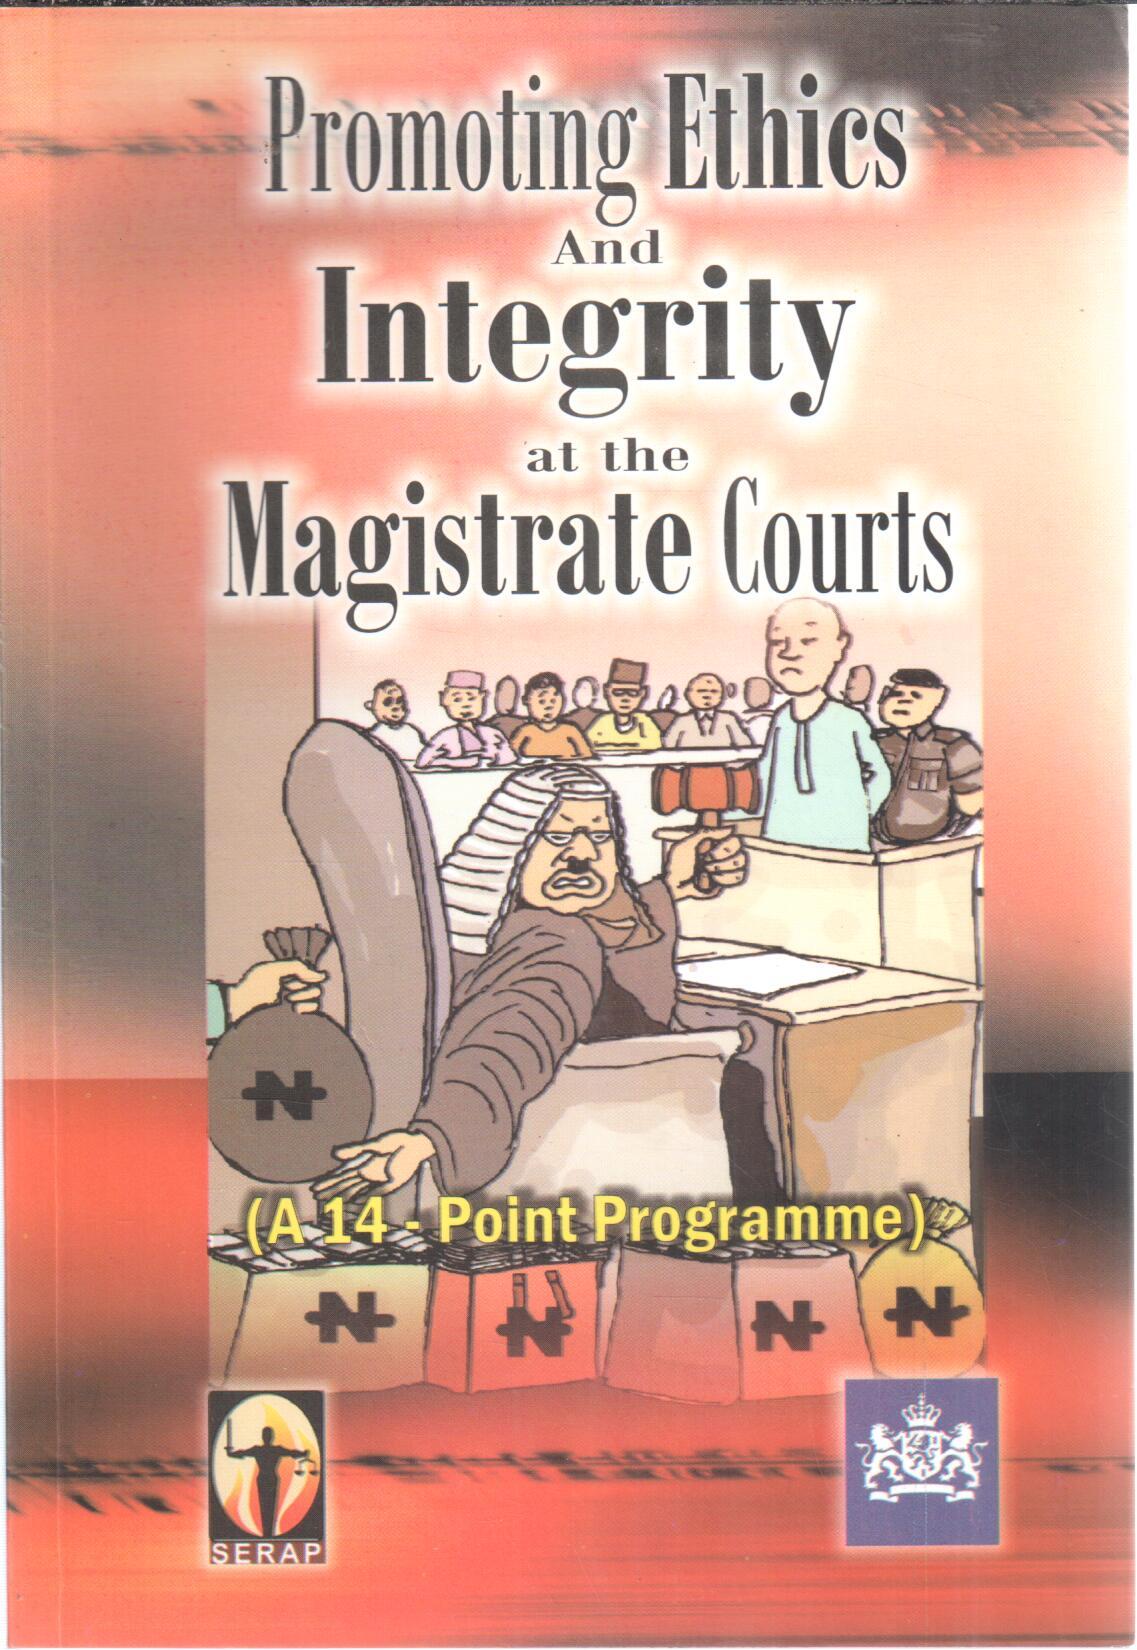 Promoting Ethics
And
Integrity
at the
Magistrate Courts
₦
(A 14 - Point Programme)
₦ ₦ ₦ ₦
SERAP